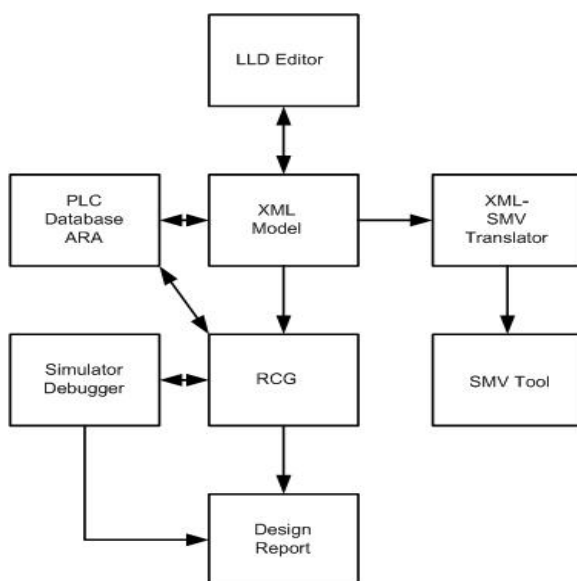 LLD Editor
PLC
Database
ARA
XML
Model
XML-
SMV
Translator
Simulator
Debugger
RCG
SMV Tool
Design
Report